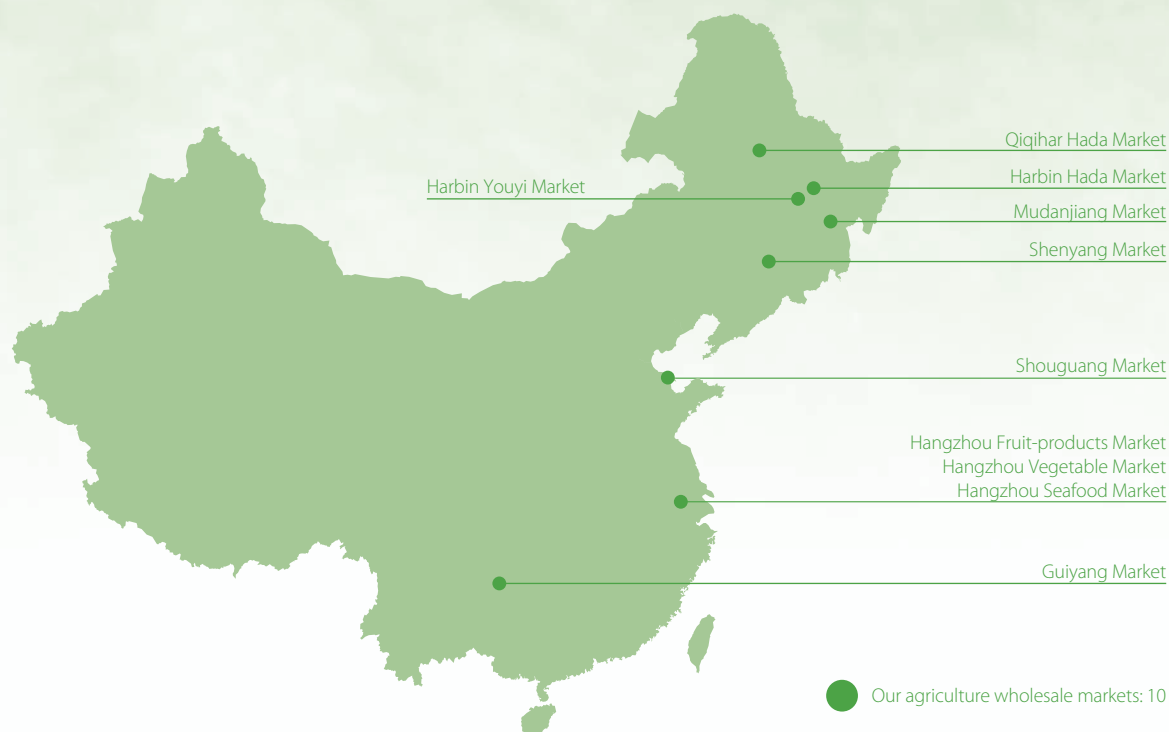 Qiqihar Hada Market
Harbin Hada Market
Harbin Youyi Market
Mudanjiang Market
Shenyang Market
Shouguang Market
Hangzhou Fruit-products Market
Hangzhou Vegetable Market
Hangzhou Seafood Market
Guiyang Market
Our agriculture wholesale markets: 10